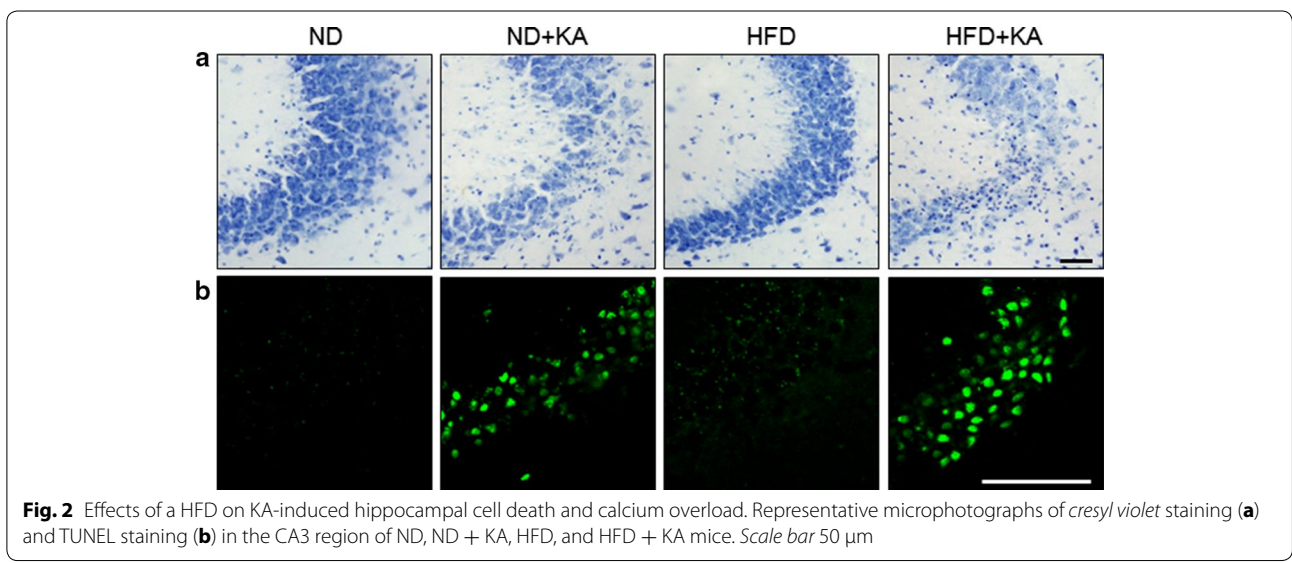 ND ND+KA HFD HFD+KA
a
b
Fig. 2 Effects of a HFD on KA-induced hippocampal cell death and calcium overload. Representative microphotographs of cresyl violet staining (a)
and TUNEL staining (b) in the CA3 region of ND, ND + KA, HFD, and HFD + KA mice. Scale bar 50 µm